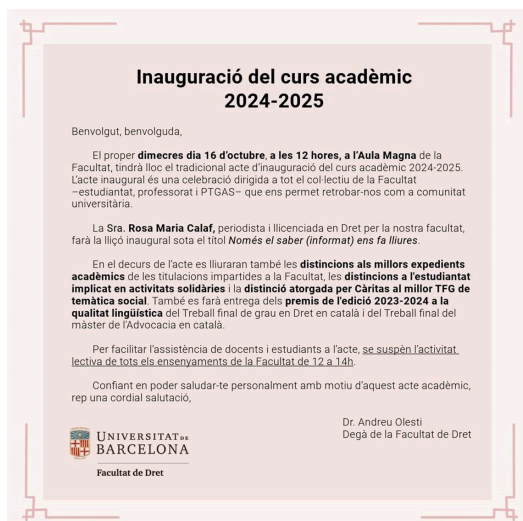 Inauguració del curs acadèmic
2024-2025
Benvolgut, benvolguda,
El proper dimecres dia 16 d'octubre, a les 12 hores, a l'Aula Magna de la
Facultat, tindrà lloc el tradicional acte d'inauguració del curs acadèmic 2024-2025.
L'acte inaugural és una celebració dirigida a tot el col·lectiu de la Facultat
–estudiantat, professorat i PTGAS– que ens permet retrobar-nos com a comunitat
universitària.
La Sra. Rosa Maria Calaf, periodista i llicenciada en Dret per la nostra facultat,
farà la lliçó inaugural sota el títol Només el saber (informat) ens fa lliures.
En el decurs de l'acte es lliuraran també les distincions als millors expedients
acadèmics de les titulacions impartides a la Facultat, les distincions a l'estudiantat
implicat en activitats solidàries i la distinció atorgada per Càritas al millor TFG de
temàtica social. També es farà entrega dels premis de l'edició 2023-2024 a la
qualitat lingüística del Treball final de grau en Dret en català i del Treball final del
màster de l'Advocacia en català.
Per facilitar l'assistència de docents i estudiants a l'acte, se suspèn l'activitat
lectiva de tots els ensenyaments de la Facultat de 12 a 14h.
Confiant en poder saludar-te personalment amb motiu d'aquest acte acadèmic,
rep una cordial salutació,
Dr. Andreu Olesti
Degà de la Facultat de Dret
UNIVERSITAT DE
BARCELONA
Facultat de Dret